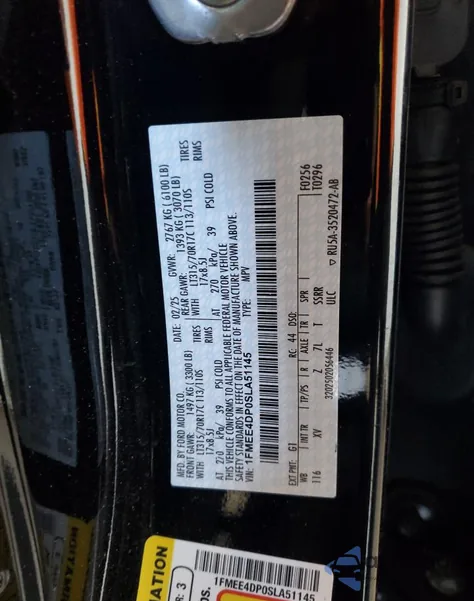 MFD. BY FORD MOTOR CO.
DATE: 02/25 GVWR: 2767 KG ( 6100 LB)
FRONT GAWR: 1497 KG ( 3300 LB) REAR GAWR: 1393 KG ( 3070 LB)
WITH LT315/70R17C 113/110S TIRES WITH LT315/70R17C 113/110S TIRES
17x8.5J RIMS 17x8.5J RIMS
AT 270 kPa/ 39 PSI COLD AT 270 kPa/ 39 PSI COLD
THIS VEHICLE CONFORMS TO ALL APPLICABLE FEDERAL MOTOR VEHICLE
SAFETY STANDARDS IN EFFECT ON THE DATE OF MANUFACTURE SHOWN ABOVE.
VIN: 1FMEE4DP0SLA51145 TYPE: MPV
F0256
T0296
EXT PNT: G1 RC: 44 DSO:
WB INT TR TP/PS R AXLE TR SPR
116 XV Z 7L T SSRR
ULC
3202502056446
▽ RU5A-3520472-AB
1FMEE4DP0SLA51145